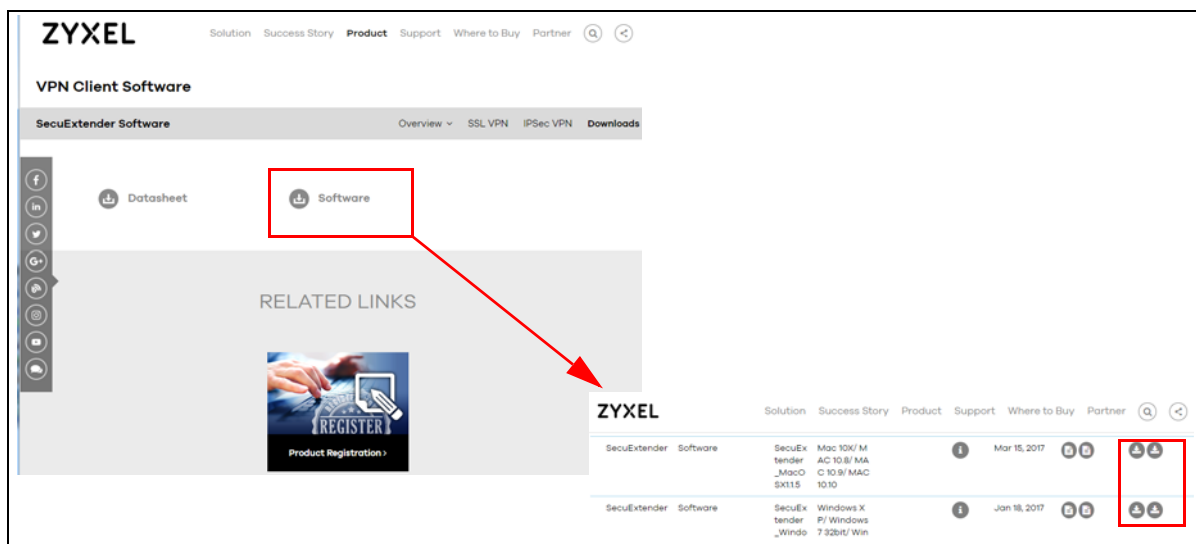 ZYXEL
Solution Success Story Product Support Where to Buy Partner
VPN Client Software
SecuExtender Software
Overview SSL VPN IPSec VPN Downloads
Datasheet
Software
RELATED LINKS
REGISTER
Product Registration >
ZYXEL
Solution Success Story Product Support Where to Buy Partner
SecuExtender Software SecuEx Mac 10X/ M Mar 15, 2017
tender AC 10.8/ MA
_MacO C 10.9/ MAC
SX1.1.5 10.10
SecuExtender Software SecuEx Windows X Jan 18, 2017
tender P/ Windows
_Windo 7 32bit/ Win